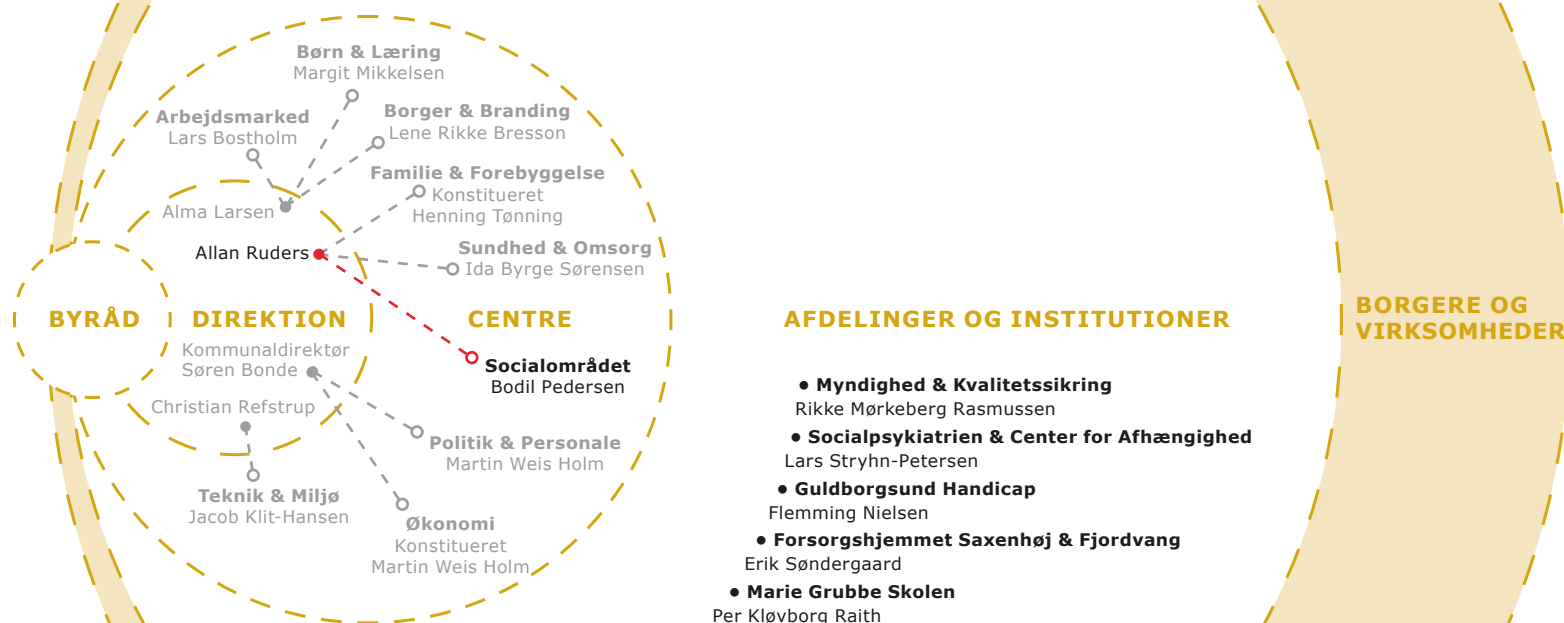 Børn & Læring
Margit Mikkelsen
Arbejdsmarked
Lars Bostholm
Borger & Branding
Lene Rikke Bresson
Familie & Forebyggelse
Konstitueret
Henning Tønning
Alma Larsen
Allan Ruders
Sundhed & Omsorg
Ida Byrge Sørensen
BYRÅD
DIREKTION
CENTRE
AFDELINGER OG INSTITUTIONER
BORGERE OG
VIRKSOMHEDER
Kommunaldirektør
Søren Bonde
Christian Refstrup
Socialområdet
Bodil Pedersen
Politik & Personale
Martin Weis Holm
Teknik & Miljø
Jacob Klit-Hansen
Økonomi
Konstitueret
Martin Weis Holm
• Myndighed & Kvalitetssikring
Rikke Mørkeberg Rasmussen
• Socialpsykiatrien & Center for Afhængighed
Lars Stryhn-Petersen
• Guldborgsund Handicap
Flemming Nielsen
• Forsorgshjemmet Saxenhøj & Fjordvang
Erik Søndergaard
• Marie Grubbe Skolen
Per Kløvborg Raith